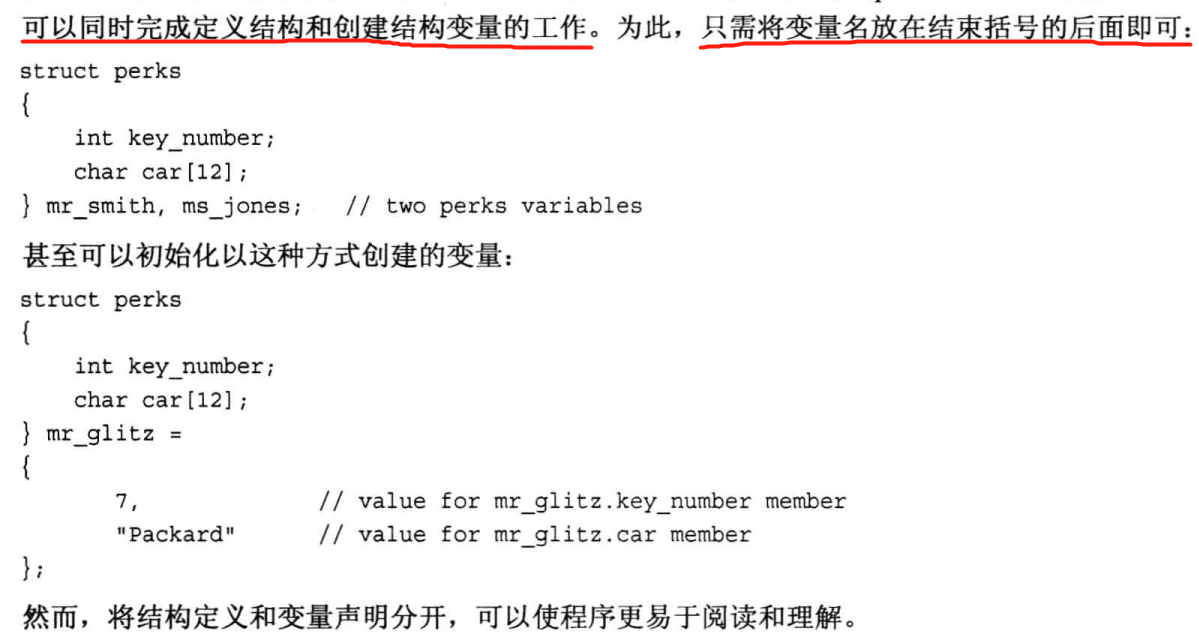 可以同时完成定义结构和创建结构变量的工作。为此，只需将变量名放在结束括号的后面即可：
struct perks
{
    int key_number;
    char car[12];
} mr_smith, ms_jones;   // two perks variables
甚至可以初始化以这种方式创建的变量：
struct perks
{
    int key_number;
    char car[12];
} mr_glitz =
{
      7,             // value for mr_glitz.key_number member
      "Packard"      // value for mr_glitz.car member
};
然而，将结构定义和变量声明分开，可以使程序更易于阅读和理解。